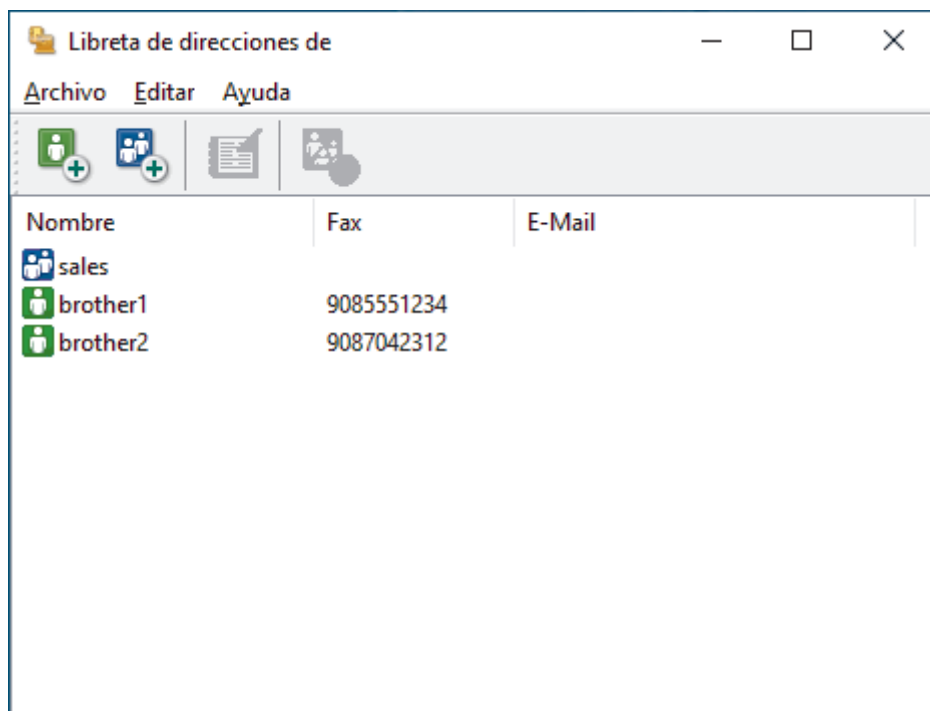 Libreta de direcciones de
Archivo Editar Ayuda
Nombre Fax E-Mail
sales
brother1 9085551234
brother2 9087042312